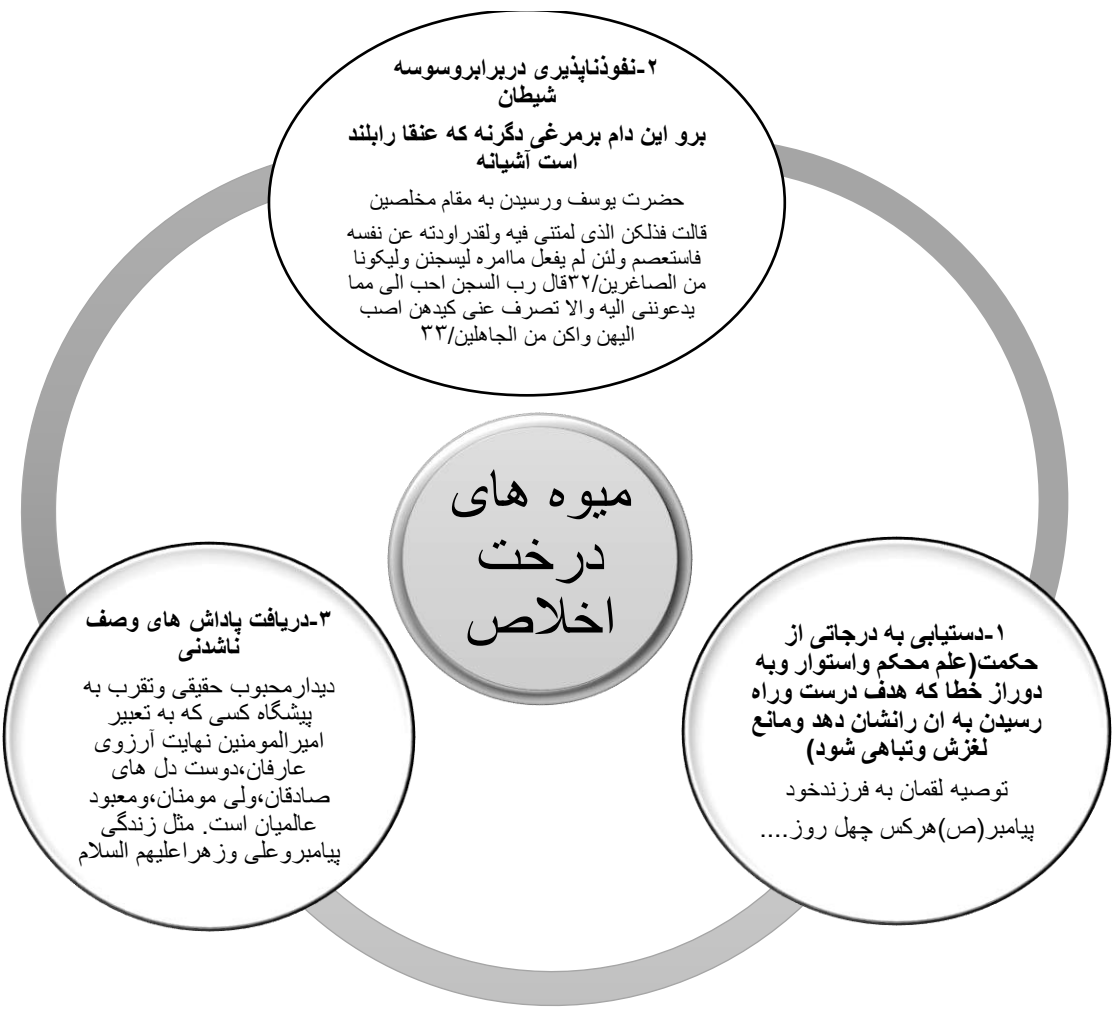 میوه های
درخت
اخلاص
۱-دستیابی به درجاتی از
حکمت(علم محکم واستوار وبه
دوراز خطا که هدف درست وراه
رسیدن به ان رانشان دهد ومانع
لغزش وتباهی شود)
توصیه لقمان به فرزندخود
پیامبر(ص)هرکس چهل روز....
۲-نفوذناپذیری دربرابروسوسه
شیطان
برو این دام برمرغی دگرنه که عنقا رابلند
است آشیانه
حضرت یوسف ورسیدن به مقام مخلصین
قالت فذلکن الذی لمتنی فیه ولقدراودته عن نفسه
فاستعصم ولئن لم یفعل ماامره لیسجنن ولیکونا
من الصاغرین/۳۲قال رب السجن احب الی مما
یدعوننی الیه والا تصرف عنی کیدهن اصب
الیهن واکن من الجاهلین/۳۳
۳-دریافت پاداش های وصف
ناشدنی
دیدارمحبوب حقیقی وتقرب به
پیشگاه کسی که به تعبیر
امیرالمومنین نهایت آرزوی
عارفان،دوست دل های
صادقان،ولی مومنان،ومعبود
عالمیان است. مثل زندگی
پیامبروعلی وزهراعلیهم السلام